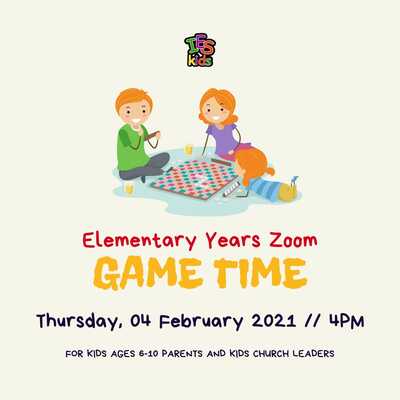 IES
kids
Elementary Years Zoom
GAME TIME
Thursday, 04 February 2021 // 4PM
FOR KIDS AGES 6-10 PARENTS AND KIDS CHURCH LEADERS